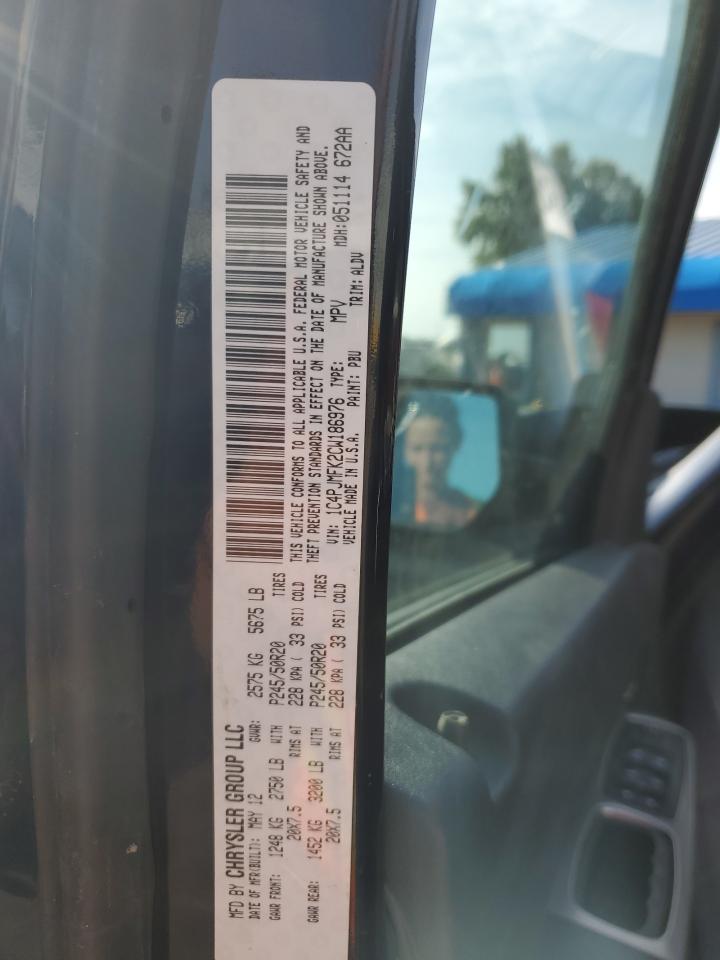 MFD BY CHRYSLER GROUP LLC
DATE OF MFR(BUILT): MAY 12 GVWR: 2575 KG 5675 LB
GAWR FRONT: 1248 KG 2750 LB WITH P245/50R20 TIRES
20X7.5 RIMS AT 228 KPA ( 33 PSI) COLD
GAWR REAR: 1452 KG 3200 LB WITH P245/50R20 TIRES
20X7.5 RIMS AT 228 KPA ( 33 PSI) COLD
THIS VEHICLE CONFORMS TO ALL APPLICABLE U.S.A. FEDERAL MOTOR VEHICLE SAFETY AND
THEFT PREVENTION STANDARDS IN EFFECT ON THE DATE OF MANUFACTURE SHOWN ABOVE.
VIN: 1C4PJMFK2CW186976 TYPE: MPV MDH:051114 672AA
VEHICLE MADE IN U.S.A. PAINT: PBU TRIM: ALDV